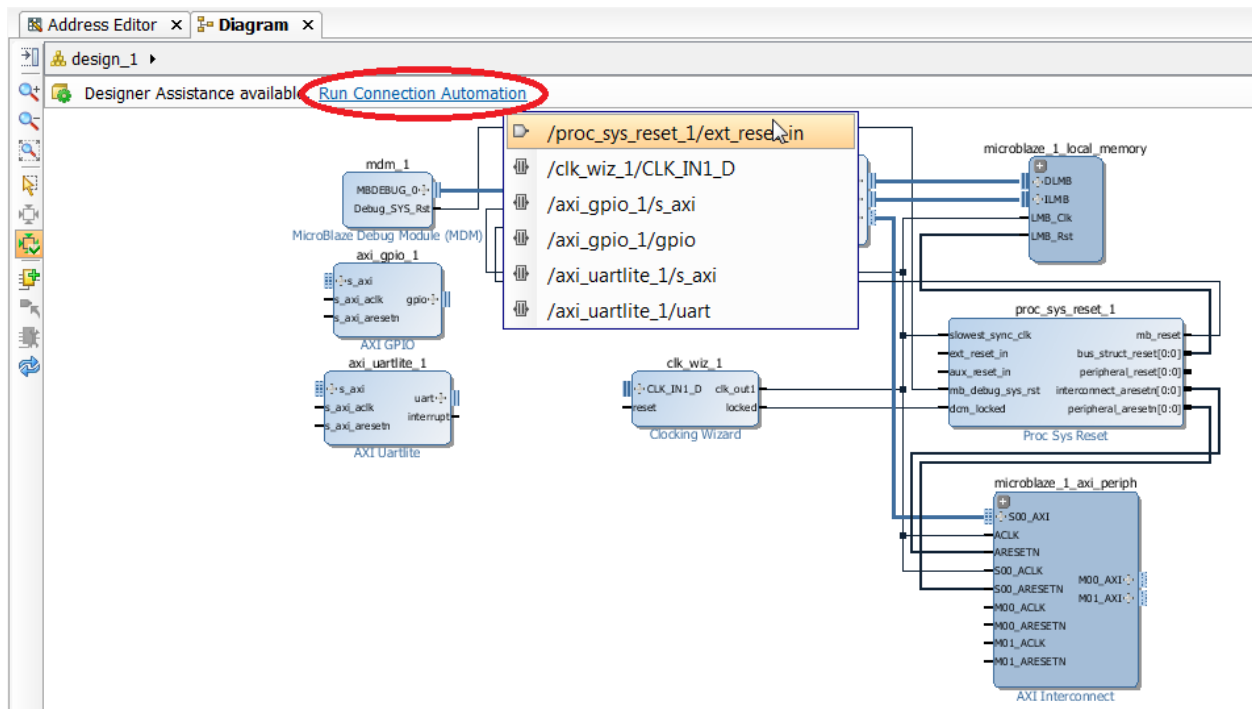 Address Editor × Diagram ×
design_1
Designer Assistance available. Run Connection Automation
/proc_sys_reset_1/ext_reset_in
/clk_wiz_1/CLK_IN1_D
/axi_gpio_1/s_axi
/axi_gpio_1/gpio
/axi_uartlite_1/s_axi
/axi_uartlite_1/uart
mdm_1
MBDEBUG_0
Debug_SYS_Rst
MicroBlaze Debug Module (MDM)
axi_gpio_1
s_axi
s_axi_aclk gpio
s_axi_aresetn
AXI GPIO
axi_uartlite_1
s_axi
uart
s_axi_aclk
interrupt
s_axi_aresetn
AXI Uartlite
clk_wiz_1
CLK_IN1_D clk_out1
reset locked
Clocking Wizard
microblaze_1_local_memory
DLMB
ILMB
LMB_Clk
LMB_Rst
proc_sys_reset_1
slowest_sync_clk mb_reset
ext_reset_in bus_struct_reset[0:0]
aux_reset_in peripheral_reset[0:0]
mb_debug_sys_rst interconnect_aresetn[0:0]
dcm_locked peripheral_aresetn[0:0]
Proc Sys Reset
microblaze_1_axi_periph
S00_AXI
ACLK
ARESETN
S00_ACLK
M00_AXI
S00_ARESETN
M01_AXI
M00_ACLK
M00_ARESETN
M01_ACLK
M01_ARESETN
AXI Interconnect